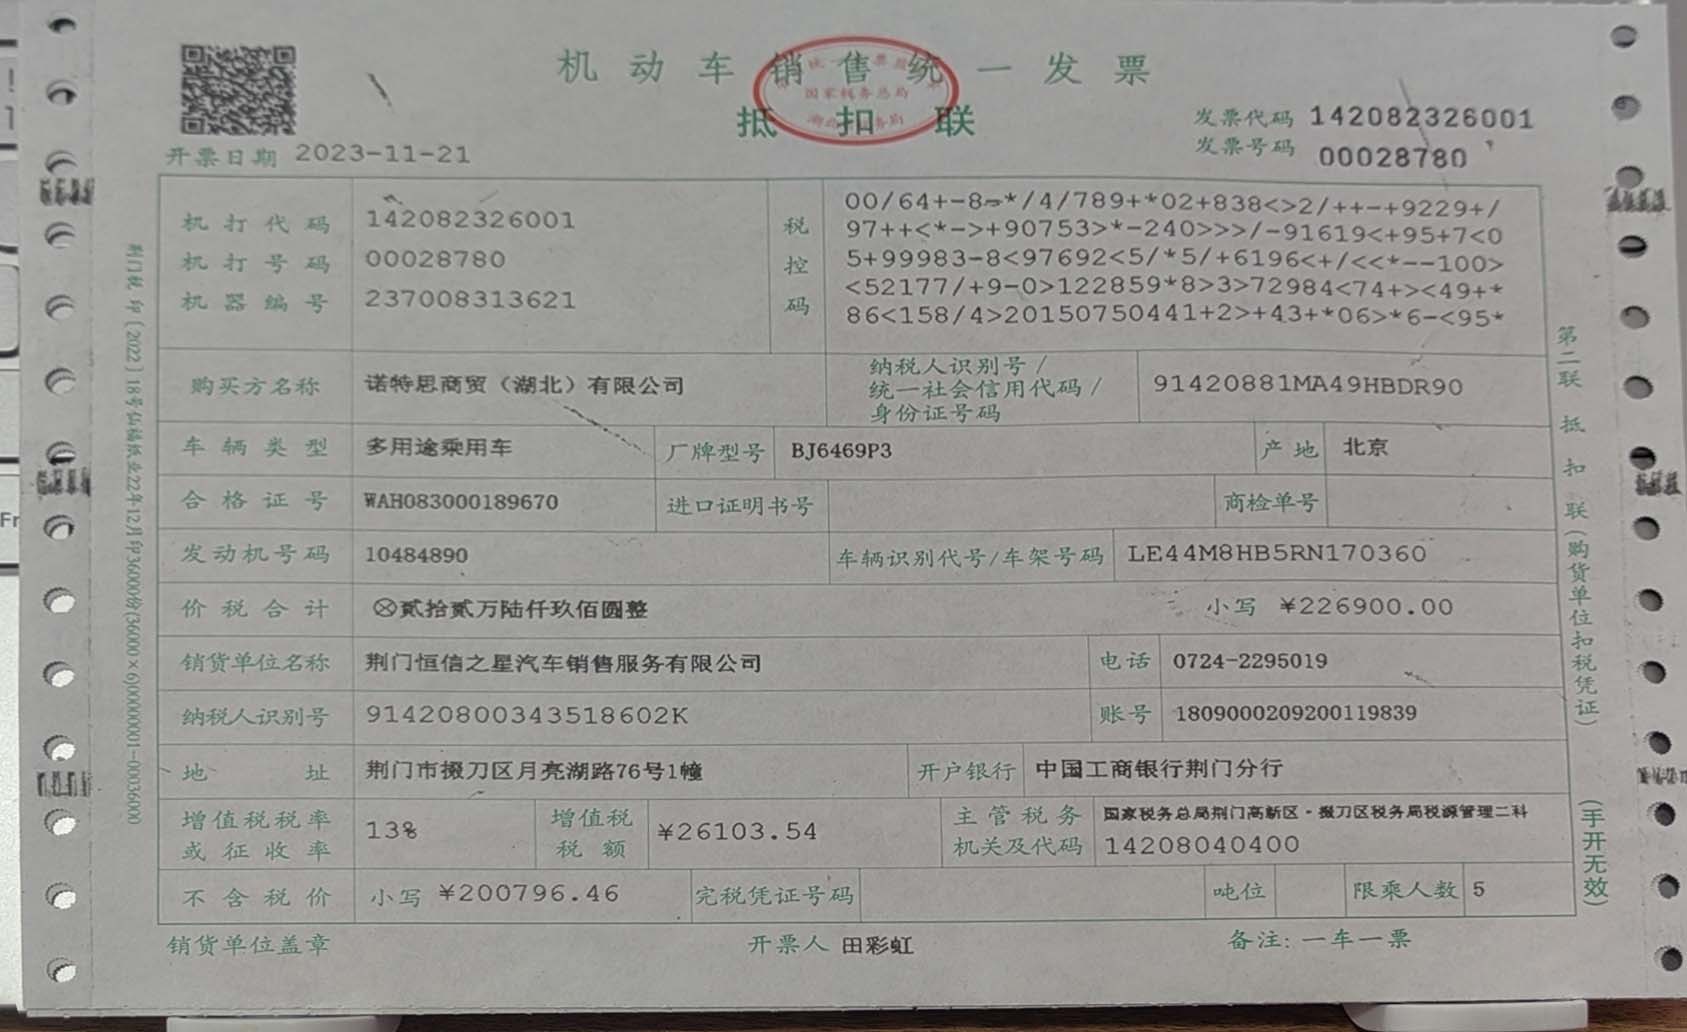 机动车销售统一发票
国家税务总局
抵扣联
发票代码 142082326001
发票号码 00028780
开票日期 2023-11-21
机打代码 142082326001
机打号码 00028780
机器编号 237008313621
税控码
00/64+-8-*/4/789+*02+838<>2/++-+9229+/
97++<*->+90753>*-240>>>/-91619<+95+7<0
5+99983-8<97692<5/*5/+6196<+/<<*--100>
<52177/+9-0>122859*8>3>72984<74+><49+*
86<158/4>20150750441+2>+43+*06>*6-<95*
购买方名称 诺特思商贸（湖北）有限公司 纳税人识别号/
统一社会信用代码/
身份证号码 91420881MA49HBDR90
车辆类型 多用途乘用车 厂牌型号 BJ6469P3 产地 北京
合格证号 WAH083000189670 进口证明书号 商检单号
发动机号码 10484890 车辆识别代号/车架号码 LE44M8HB5RN170360
价税合计 ⊗贰拾贰万陆仟玖佰圆整 小写 ¥226900.00
销货单位名称 荆门恒信之星汽车销售服务有限公司 电话 0724-2295019
纳税人识别号 91420800343518602K 账号 1809000209200119839
地址 荆门市掇刀区月亮湖路76号1幢 开户银行 中国工商银行荆门分行
增值税税率
或征收率 13% 增值税
税额 ¥26103.54 主管税务
机关及代码 国家税务总局荆门高新区·掇刀区税务局税源管理二科
14208040400
不含税价 小写 ¥200796.46 完税凭证号码 吨位 限乘人数 5
销货单位盖章 开票人 田彩虹 备注:一车一票
第二联 抵扣联(购货单位扣税凭证)
(手开无效)